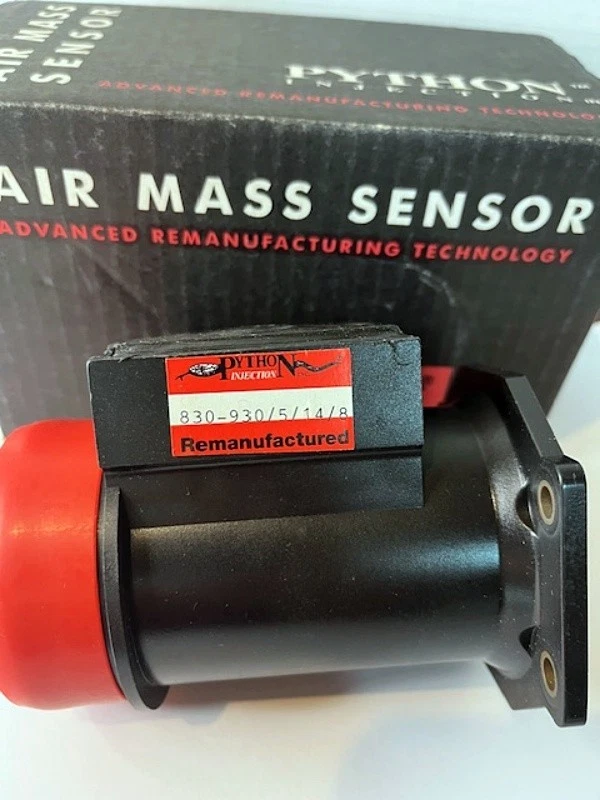 AIR MASS
SENSOR
PYTHON™
INJECTION
ADVANCED REMANUFACTURING TECHNOLOGY
AIR MASS SENSOR
ADVANCED REMANUFACTURING TECHNOLOGY
PYTHON
INJECTION
830-930/5/14/8
Remanufactured